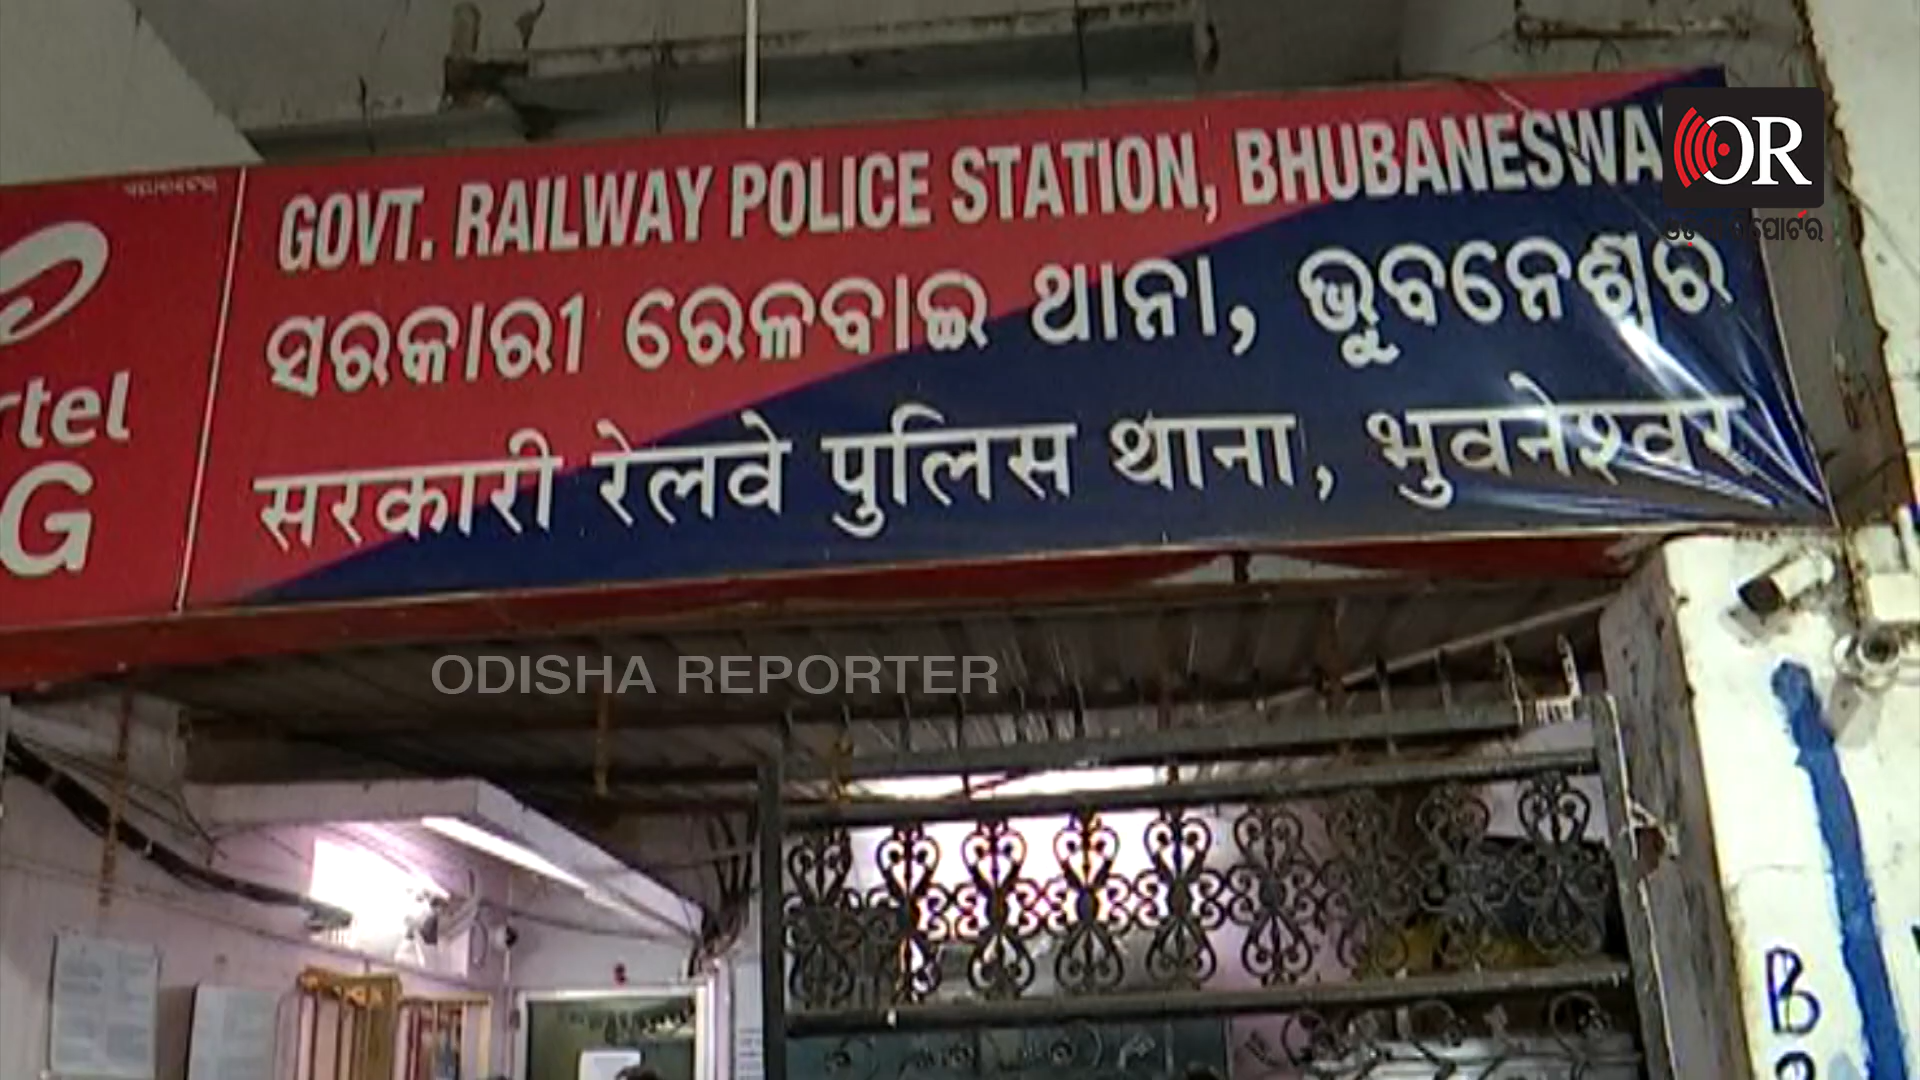 GOVT. RAILWAY POLICE STATION, BHUBANESWA
OR
ସରକାରୀ ରେଳବାଇ ଥାନା, ଭୁବନେଶ୍ୱର
सरकारी रेलवे पुलिस थाना, भुवनेश्वर
rtel
G
ODISHA REPORTER
B